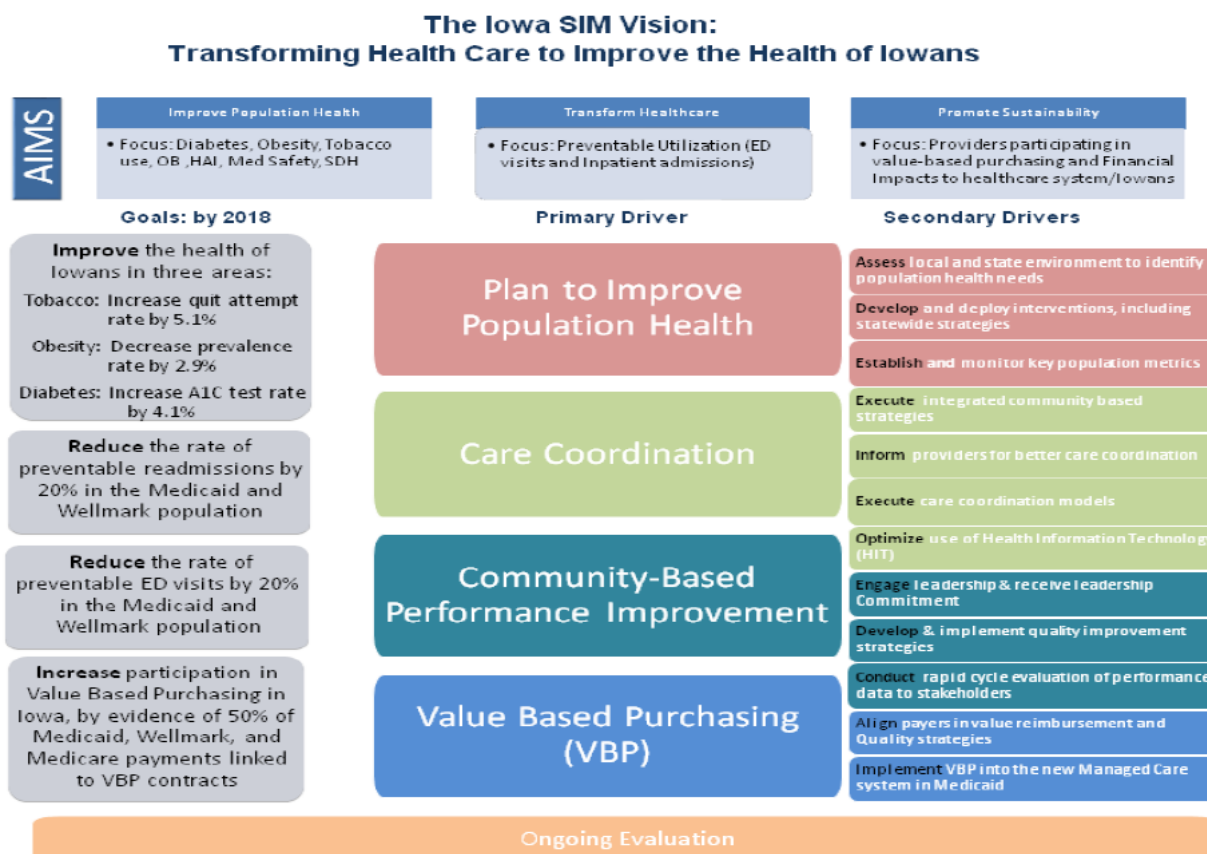 The Iowa SIM Vision:
Transforming Health Care to Improve the Health of Iowans
AIMS
Improve Population Health
• Focus: Diabetes, Obesity, Tobacco
use, OB ,HAI, Med Safety, SDH
Transform Healthcare
• Focus: Preventable Utilization (ED
visits and Inpatient admissions)
Promote Sustainability
• Focus: Providers participating in
value-based purchasing and Financial
Impacts to healthcare system/Iowans
Goals: by 2018
Primary Driver
Secondary Drivers
Improve the health of
Iowans in three areas:
Tobacco: Increase quit attempt
rate by 5.1%
Obesity: Decrease prevalence
rate by 2.9%
Diabetes: Increase A1C test rate
by 4.1%
Reduce the rate of
preventable readmissions by
20% in the Medicaid and
Wellmark population
Reduce the rate of
preventable ED visits by 20%
in the Medicaid and
Wellmark population
Increase participation in
Value Based Purchasing in
Iowa, by evidence of 50% of
Medicaid, Wellmark, and
Medicare payments linked
to VBP contracts
Plan to Improve
Population Health
Care Coordination
Community-Based
Performance Improvement
Value Based Purchasing
(VBP)
Assess local and state environment to identify
population health needs
Develop and deploy interventions, including
statewide strategies
Establish and monitor key population metrics
Execute integrated community based
strategies
Inform providers for better care coordination
Execute care coordination models
Optimize use of Health Information Technology
(HIT)
Engage leadership & receive leadership
Commitment
Develop & implement quality improvement
strategies
Conduct rapid cycle evaluation of performance
data to stakeholders
Align payers in value reimbursement and
Quality strategies
Implement VBP into the new Managed Care
system in Medicaid
Ongoing Evaluation